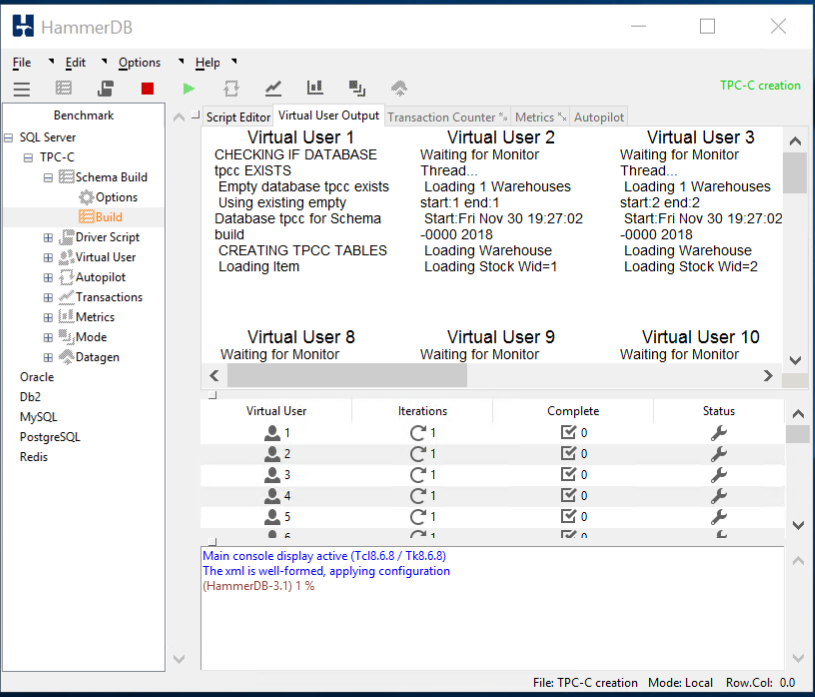 HammerDB
File Edit Options Help
TPC-C creation
Benchmark
SQL Server
TPC-C
Schema Build
Options
Build
Driver Script
Virtual User
Autopilot
Transactions
Metrics
Mode
Datagen
Oracle
Db2
MySQL
PostgreSQL
Redis
Script Editor Virtual User Output Transaction Counter Metrics Autopilot
Virtual User 1
CHECKING IF DATABASE
tpcc EXISTS
Empty database tpcc exists
Using existing empty
Database tpcc for Schema
build
CREATING TPCC TABLES
Loading Item
Virtual User 2
Waiting for Monitor
Thread...
Loading 1 Warehouses
start:1 end:1
Start:Fri Nov 30 19:27:02
-0000 2018
Loading Warehouse
Loading Stock Wid=1
Virtual User 3
Waiting for Monitor
Thread...
Loading 1 Warehouses
start:2 end:2
Start:Fri Nov 30 19:27:02
-0000 2018
Loading Warehouse
Loading Stock Wid=2
Virtual User 8
Waiting for Monitor
Virtual User 9
Waiting for Monitor
Virtual User 10
Waiting for Monitor
Virtual User Iterations Complete Status
1 1 0
2 1 0
3 1 0
4 1 0
5 1 0
6 1 0
Main console display active (Tcl8.6.8 / Tk8.6.8)
The xml is well-formed, applying configuration
(HammerDB-3.1) 1 %
File: TPC-C creation Mode: Local Row.Col: 0.0